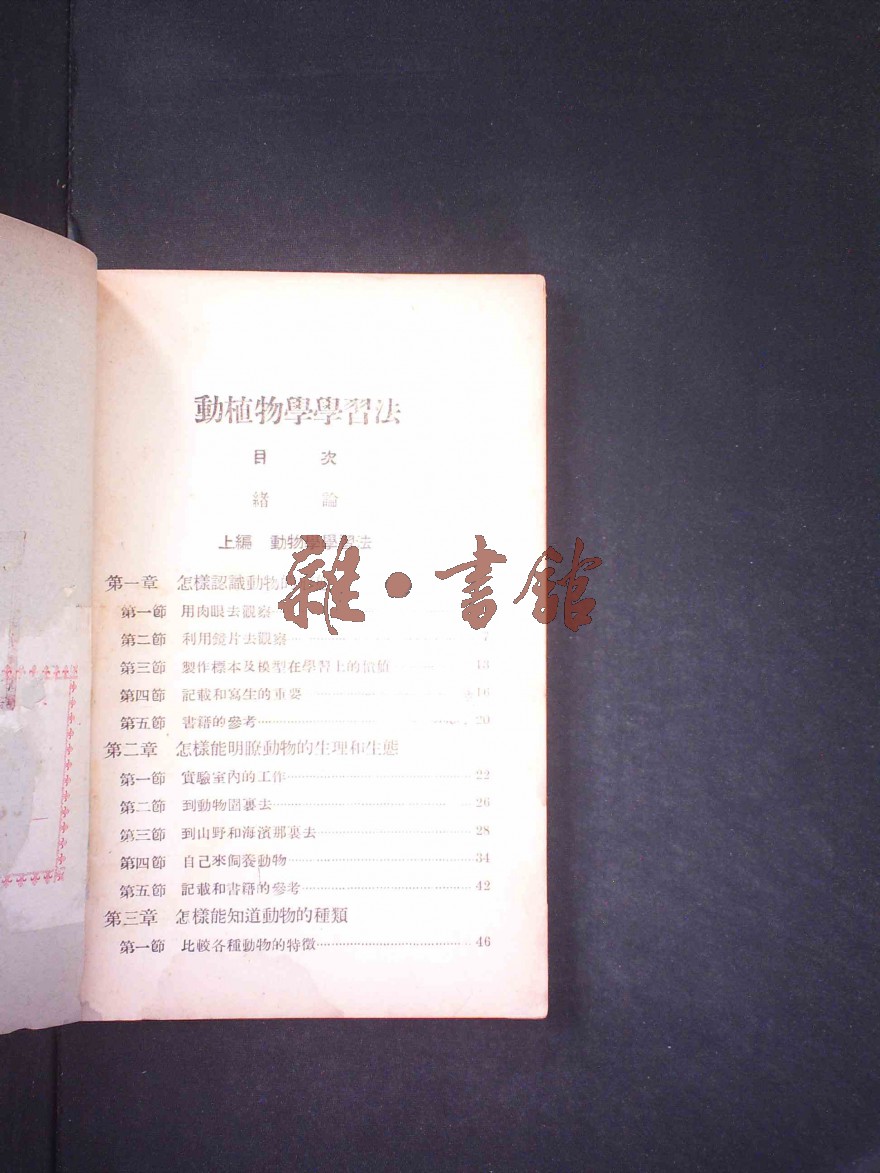 動植物學學習法
目 次
緒 論
上編 動物學學習法
第一章 怎樣認識動物
第一節 用肉眼去觀察
第二節 利用鏡片去觀察 7
第三節 製作標本及模型在學習上的價值 13
第四節 記載和寫生的重要 16
第五節 書籍的參考 20
第二章 怎樣能明瞭動物的生理和生態
第一節 實驗室內的工作 22
第二節 到動物園裏去 26
第三節 到山野和海濱那裏去 28
第四節 自己來飼養動物 34
第五節 記載和書籍的參考 42
第三章 怎樣能知道動物的種類
第一節 比較各種動物的特徵 46
雜·書館